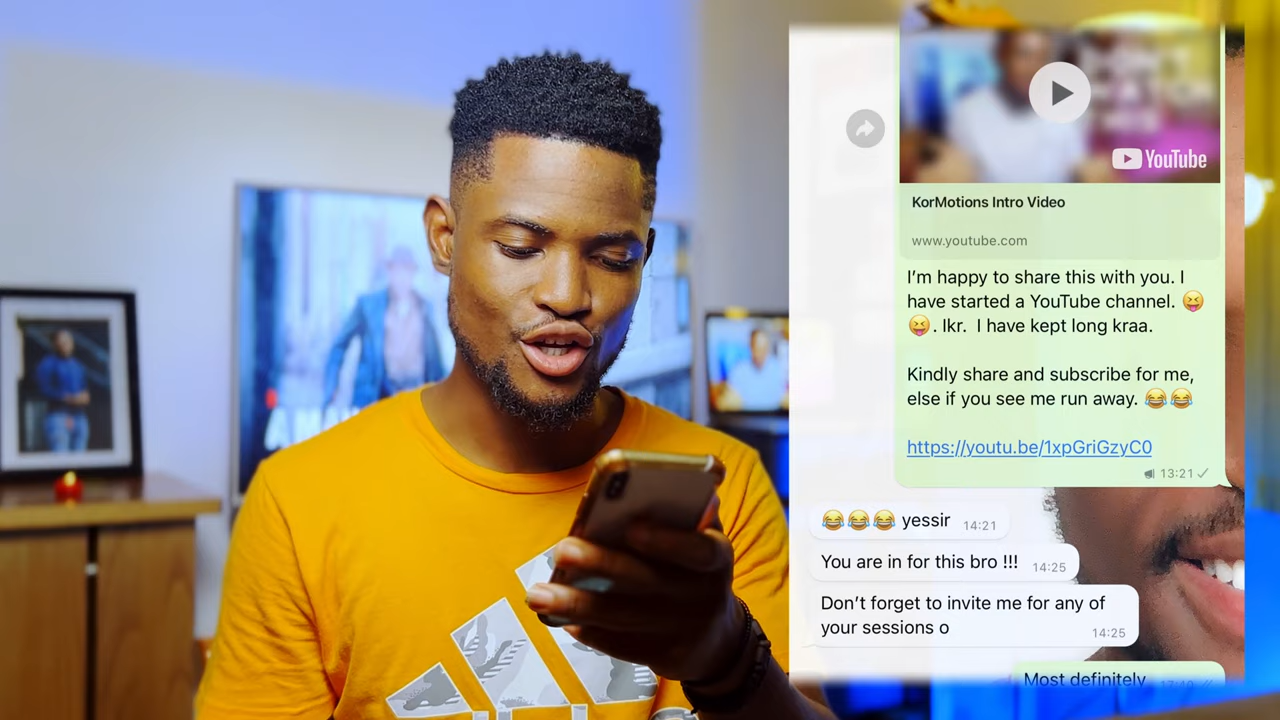 YouTube
KorMotions Intro Video
www.youtube.com
I’m happy to share this with you. I
have started a YouTube channel. 😝
😝. Ikr.  I have kept long kraa.
Kindly share and subscribe for me,
else if you see me run away. 😂😂
https://youtu.be/1xpGriGzyC0
13:21
😂😂😂 yessir 14:21
You are in for this bro !!! 14:25
Don’t forget to invite me for any of
your sessions o
14:25
Most definitely